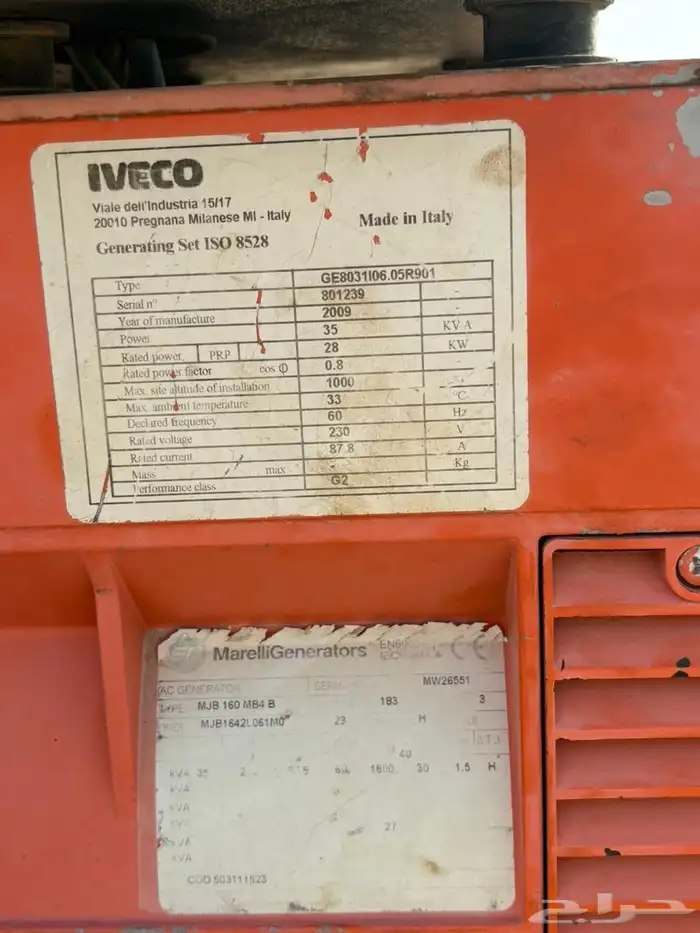 IVECO
Viale dell'Industria 15/17
20010 Pregnana Milanese MI - Italy
Made in Italy
Generating Set ISO 8528
Type GE8031I06.05R901
Serial n° 801239 -
Year of manufacture 2009 -
Power 35 KVA
Rated power, PRP 28 KW
Rated power factor cos Φ 0.8 -
Max. site altitude of installation 1000
Max. ambient temperature 33 °C
Declared frequency 60 Hz
Rated voltage 230 V
Rated current 87.8 A
Mass max - Kg
Performance class G2
MarelliGenerators
CE
AC GENERATOR MW26551
TYPE MJB 160 MB4 B 183 3
MJB1642L061M0 23 H
40
KVA 35 60 1800 30 1.5 H
KVA
KVA
KVA 27
KVA
KVA
COD 503111523
حراج